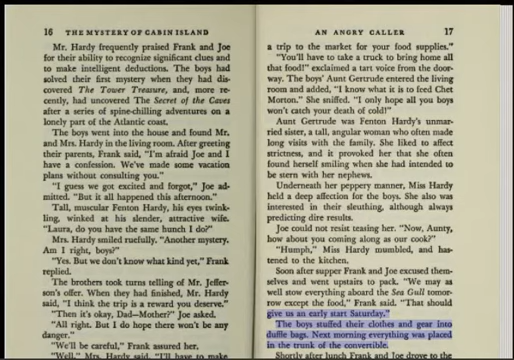 16 THE MYSTERY OF CABIN ISLAND
Mr. Hardy frequently praised Frank and Joe
for their ability to recognize significant clues and
to make intelligent deductions. The boys had
solved their first mystery when they had dis-
covered The Tower Treasure, and, more re-
cently, had uncovered The Secret of the Caves
after a series of spine-chilling adventures on a
lonely part of the Atlantic coast.
The boys went into the house and found Mr.
and Mrs. Hardy in the living room. After greeting
their parents, Frank said, "I'm afraid Joe and I
have a confession. We've made some vacation
plans without consulting you."
"I guess we got excited and forgot," Joe ad-
mitted. "But it all happened this afternoon."
Tall, muscular Fenton Hardy, his eyes twink-
ling, winked at his slender, attractive wife.
"Laura, do you have the same hunch I do?"
Mrs. Hardy smiled ruefully. "Another mystery.
Am I right, boys?"
"Yes. But we don't know what kind yet," Frank
replied.
The brothers took turns telling of Mr. Jeffer-
son's offer. When they had finished, Mr. Hardy
said, "I think the trip is a reward you deserve."
"Then it's okay, Dad—Mother?" Joe asked.
"All right. But I do hope there won't be any
danger."
"We'll be careful," Frank assured her.
"Well," Mrs. Hardy said, "I'll have to make
AN ANGRY CALLER 17
a trip to the market for your food supplies."
"You'll have to take a truck to bring home all
that food!" exclaimed a tart voice from the door-
way. The boys' Aunt Gertrude entered the living
room and added, "I know what it is to feed Chet
Morton." She sniffed. "I only hope all you boys
won't catch your death of cold!"
Aunt Gertrude was Fenton Hardy's unmar-
ried sister, a tall, angular woman who often made
long visits with the family. She liked to affect
strictness, and it provoked her that she often
found herself smiling when she had intended to
be stern with her nephews.
Underneath her peppery manner, Miss Hardy
held a deep affection for the boys. She also was
interested in their sleuthing, although always
predicting dire results.
Joe could not resist teasing her. "Now, Aunty,
how about you coming along as our cook?"
"Humph," Miss Hardy mumbled, and has-
tened to the kitchen.
Soon after supper Frank and Joe excused them-
selves and went upstairs to pack. "We may as
well stow everything aboard the Sea Gull tomor-
row except the food," Frank said. "That should
give us an early start Saturday."
The boys stuffed their clothes and gear into
duffle bags. Next morning everything was placed
in the trunk of the convertible.
Shortly after lunch Frank and Joe drove to the